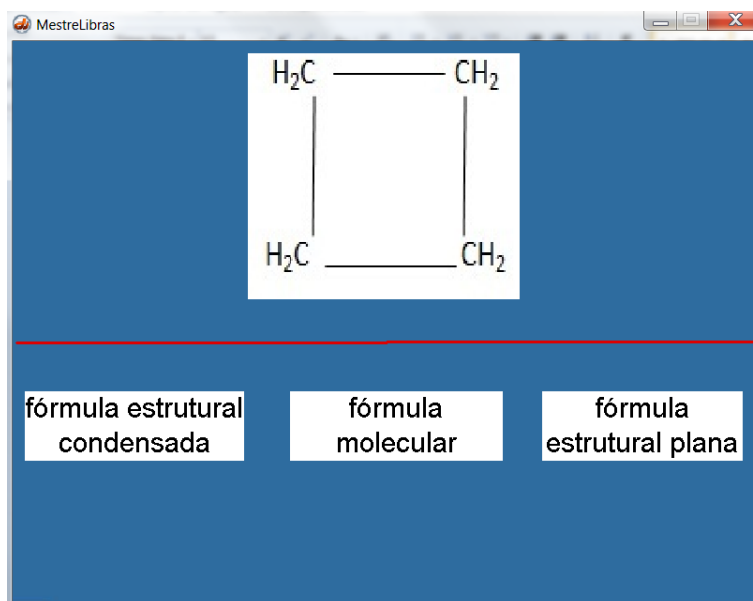 MestreLibras
H₂C CH₂
H₂C CH₂
fórmula estrutural
condensada
fórmula
molecular
fórmula
estrutural plana